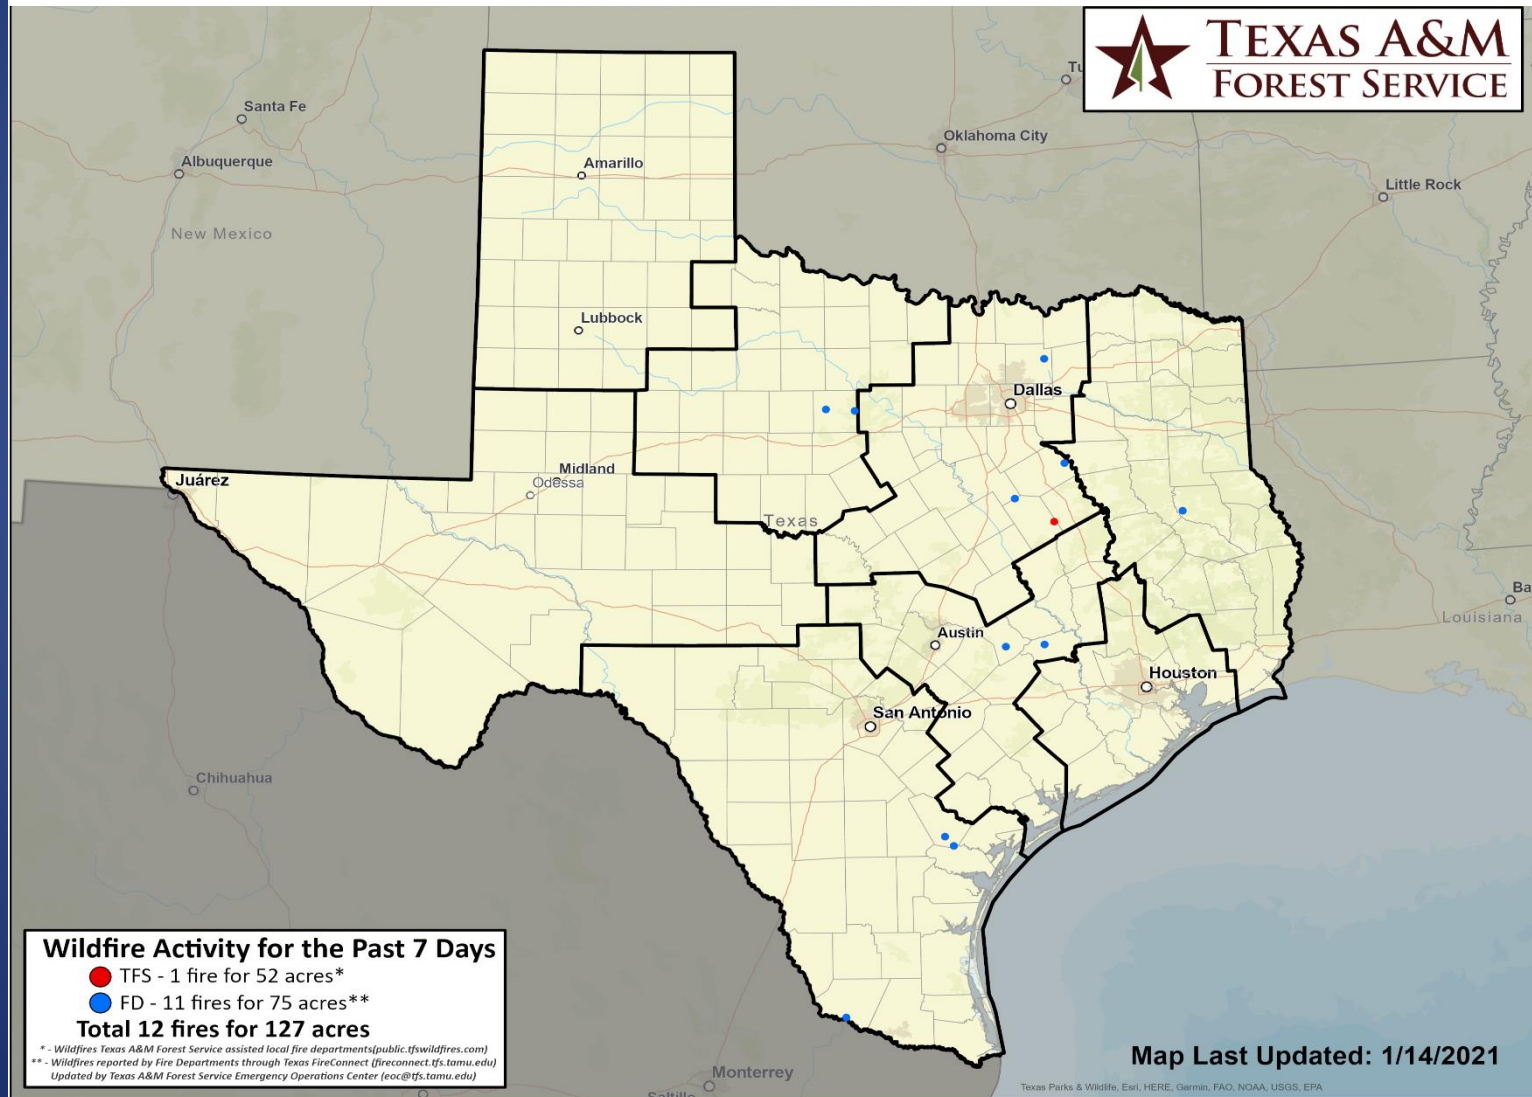 TEXAS A&M
FOREST SERVICE
Tu
Santa Fe
Oklahoma City
Albuquerque
Amarillo
Little Rock
New Mexico
Lubbock
Dallas
Midland
Juárez
Odessa
Texas
Ba
Louisiana
Austin
Houston
San Antonio
Chihuahua
Wildfire Activity for the Past 7 Days
TFS - 1 fire for 52 acres*
FD - 11 fires for 75 acres**
Total 12 fires for 127 acres
* - Wildfires Texas A&M Forest Service assisted local fire departments(public.tfswildfires.com)
** - Wildfires reported by Fire Departments through Texas FireConnect (fireconnect.tfs.tamu.edu)
Updated by Texas A&M Forest Service Emergency Operations Center (eoc@tfs.tamu.edu)
Map Last Updated: 1/14/2021
Monterrey
Texas Parks & Wildlife, Esri, HERE, Garmin, FAO, NOAA, USGS, EPA
Saltillo